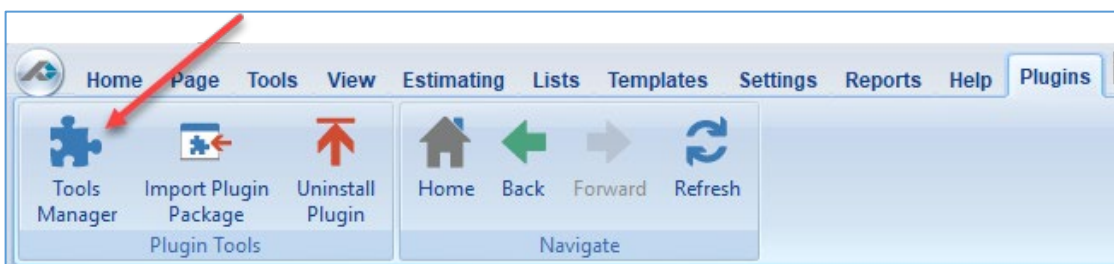 Home Page Tools View Estimating Lists Templates Settings Reports Help Plugins
Tools Manager
Import Plugin Package
Uninstall Plugin
Home Back Forward Refresh
Plugin Tools
Navigate